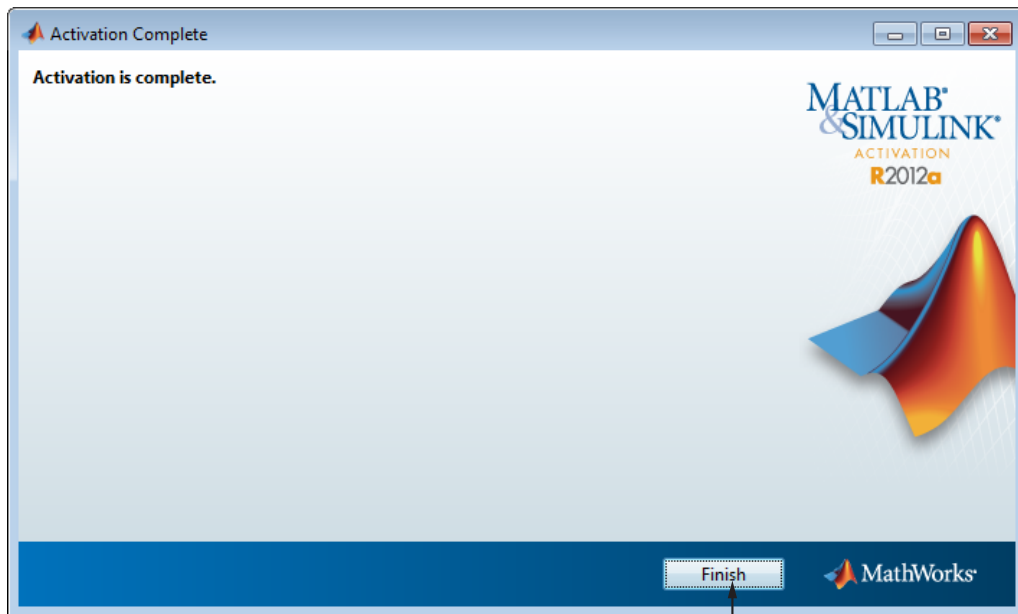 Activation Complete
Activation is complete.
MATLAB®
&SIMULINK®
ACTIVATION
R2012a
Finish
MathWorks®